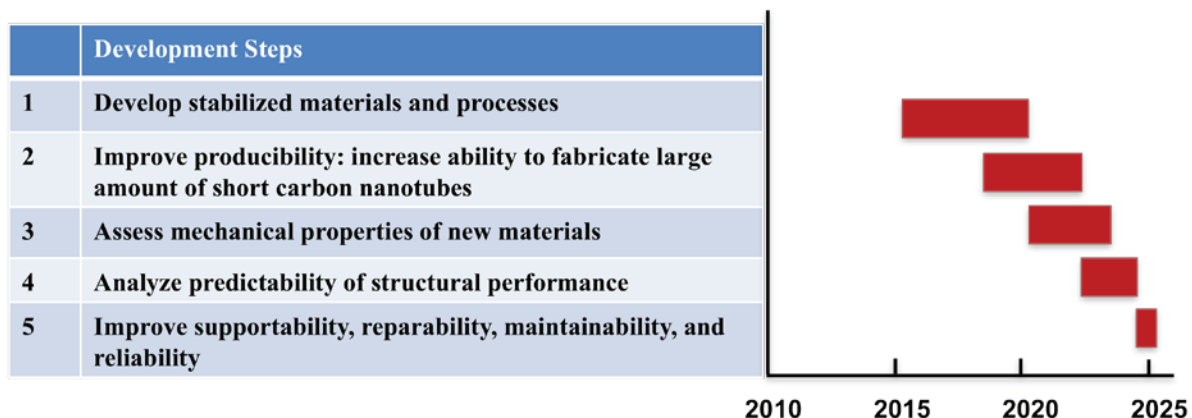 Development Steps
1 Develop stabilized materials and processes
2 Improve producibility: increase ability to fabricate large
amount of short carbon nanotubes
3 Assess mechanical properties of new materials
4 Analyze predictability of structural performance
5 Improve supportability, reparability, maintainability, and
reliability
2010 2015 2020 2025